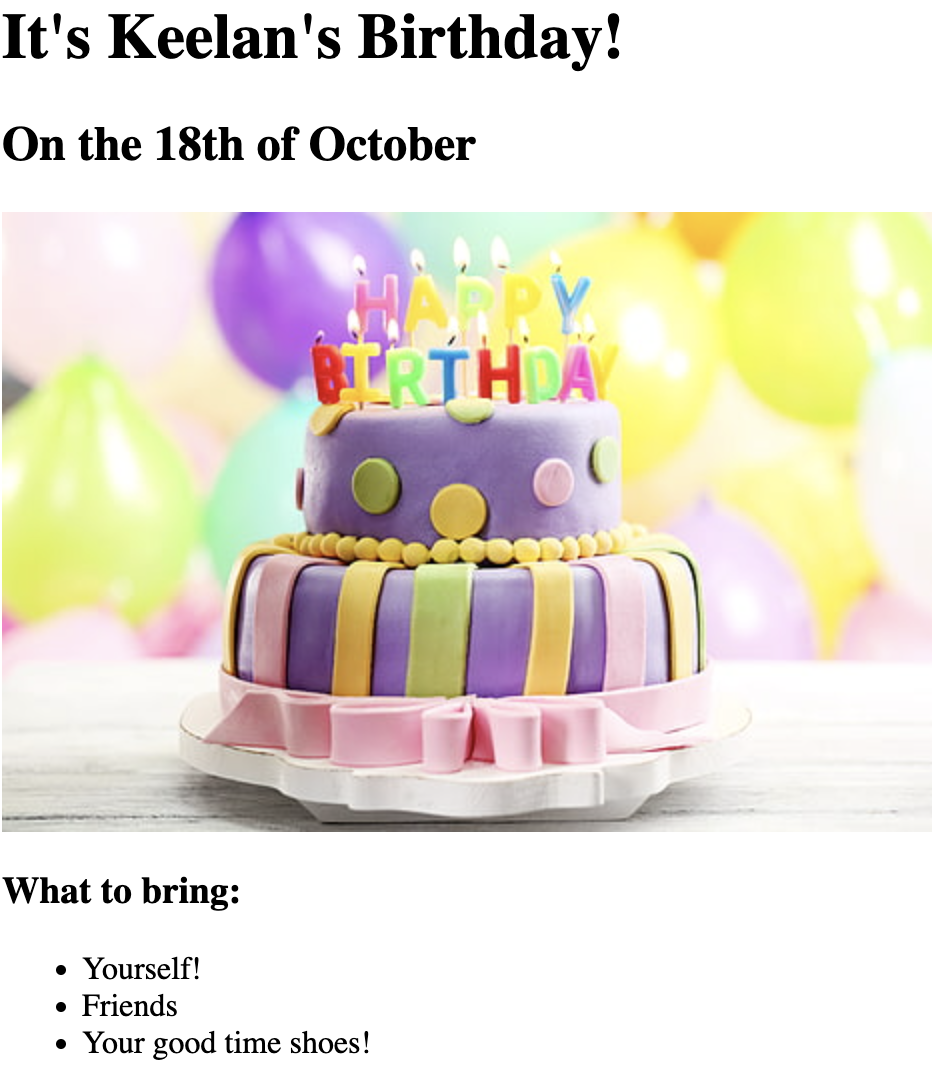 It's Keelan's Birthday!
On the 18th of October
HAPPY
BIRTHDAY
What to bring:
Yourself!
Friends
Your good time shoes!